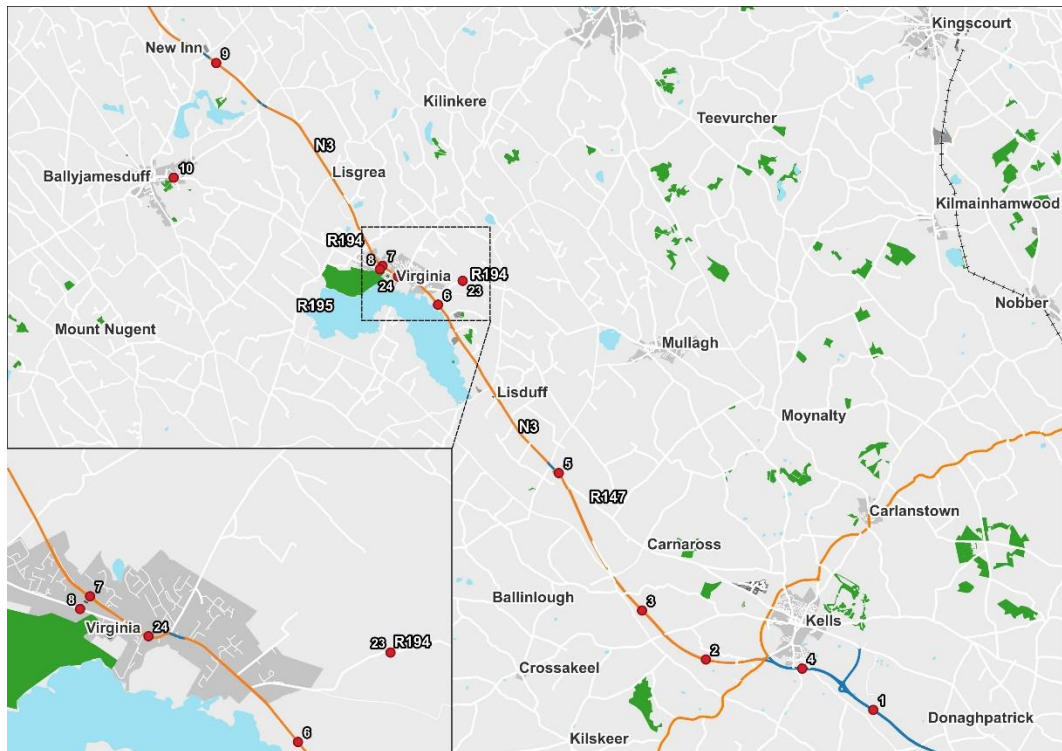 Kingscourt
New Inn
9
Kilinkere
Teevurcher
N3
10
Ballyjamesduff
Lisgrea
Kilmainhamwood
R194
7
8
Virginia
R194
24
23
R195
6
Nobber
Mount Nugent
Mullagh
Lisduff
Moynalty
N3
5
R147
Carlanstown
Carnaross
Ballinlough
3
Kells
2
Crossakeel
4
1
Donaghpatrick
Kilskeer
7
8
Virginia
24
23
R194
6